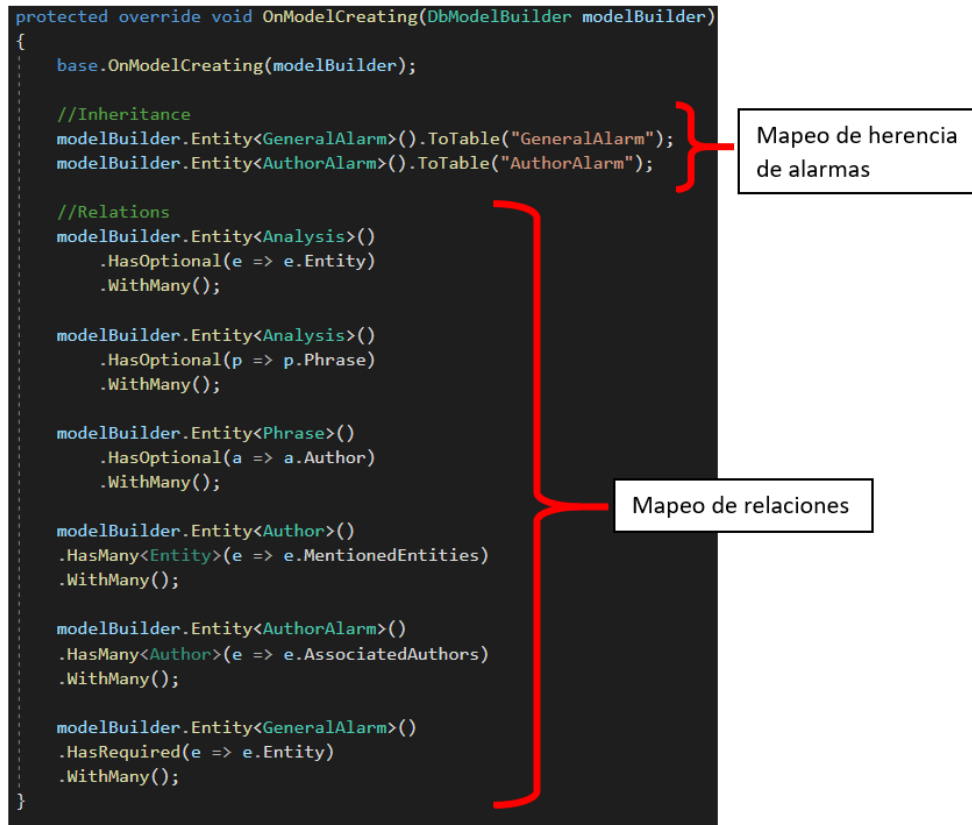 protected override void OnModelCreating(DbModelBuilder modelBuilder)
{
base.OnModelCreating(modelBuilder);
//Inheritance
modelBuilder.Entity<GeneralAlarm>().ToTable("GeneralAlarm");
modelBuilder.Entity<AuthorAlarm>().ToTable("AuthorAlarm");
Mapeo de herencia
de alarmas
//Relations
modelBuilder.Entity<Analysis>()
.HasOptional(e => e.Entity)
.WithMany();
modelBuilder.Entity<Analysis>()
.HasOptional(p => p.Phrase)
.WithMany();
modelBuilder.Entity<Phrase>()
.HasOptional(a => a.Author)
.WithMany();
modelBuilder.Entity<Author>()
.HasMany<Entity>(e => e.MentionedEntities)
.WithMany();
modelBuilder.Entity<AuthorAlarm>()
.HasMany<Author>(e => e.AssociatedAuthors)
.WithMany();
modelBuilder.Entity<GeneralAlarm>()
.HasRequired(e => e.Entity)
.WithMany();
}
Mapeo de relaciones